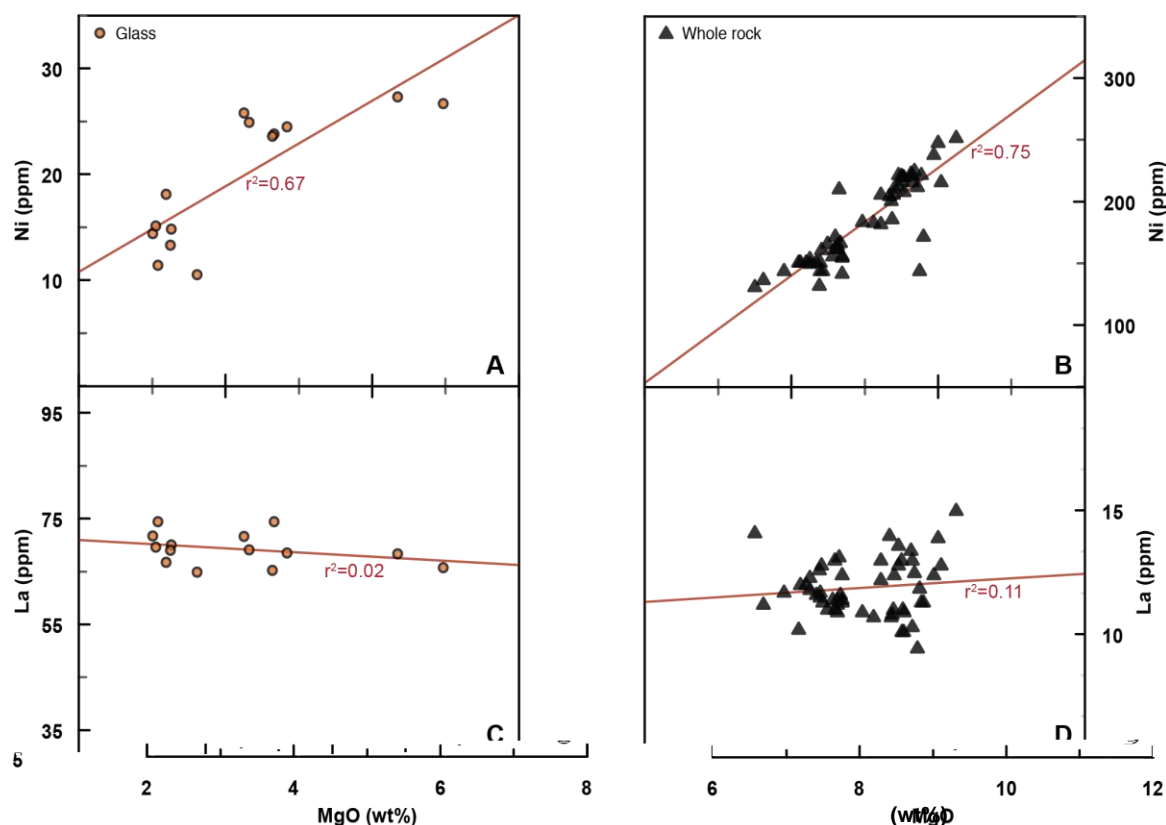 Glass
Whole rock
30
20
10
Ni (ppm)
r²=0.67
A
300
200
100
Ni (ppm)
r²=0.75
B
95
75
55
35
La (ppm)
r²=0.02
C
15
10
La (ppm)
r²=0.11
D
5
2 4 6 8
MgO (wt%)
6 8 10 12
(wt%)